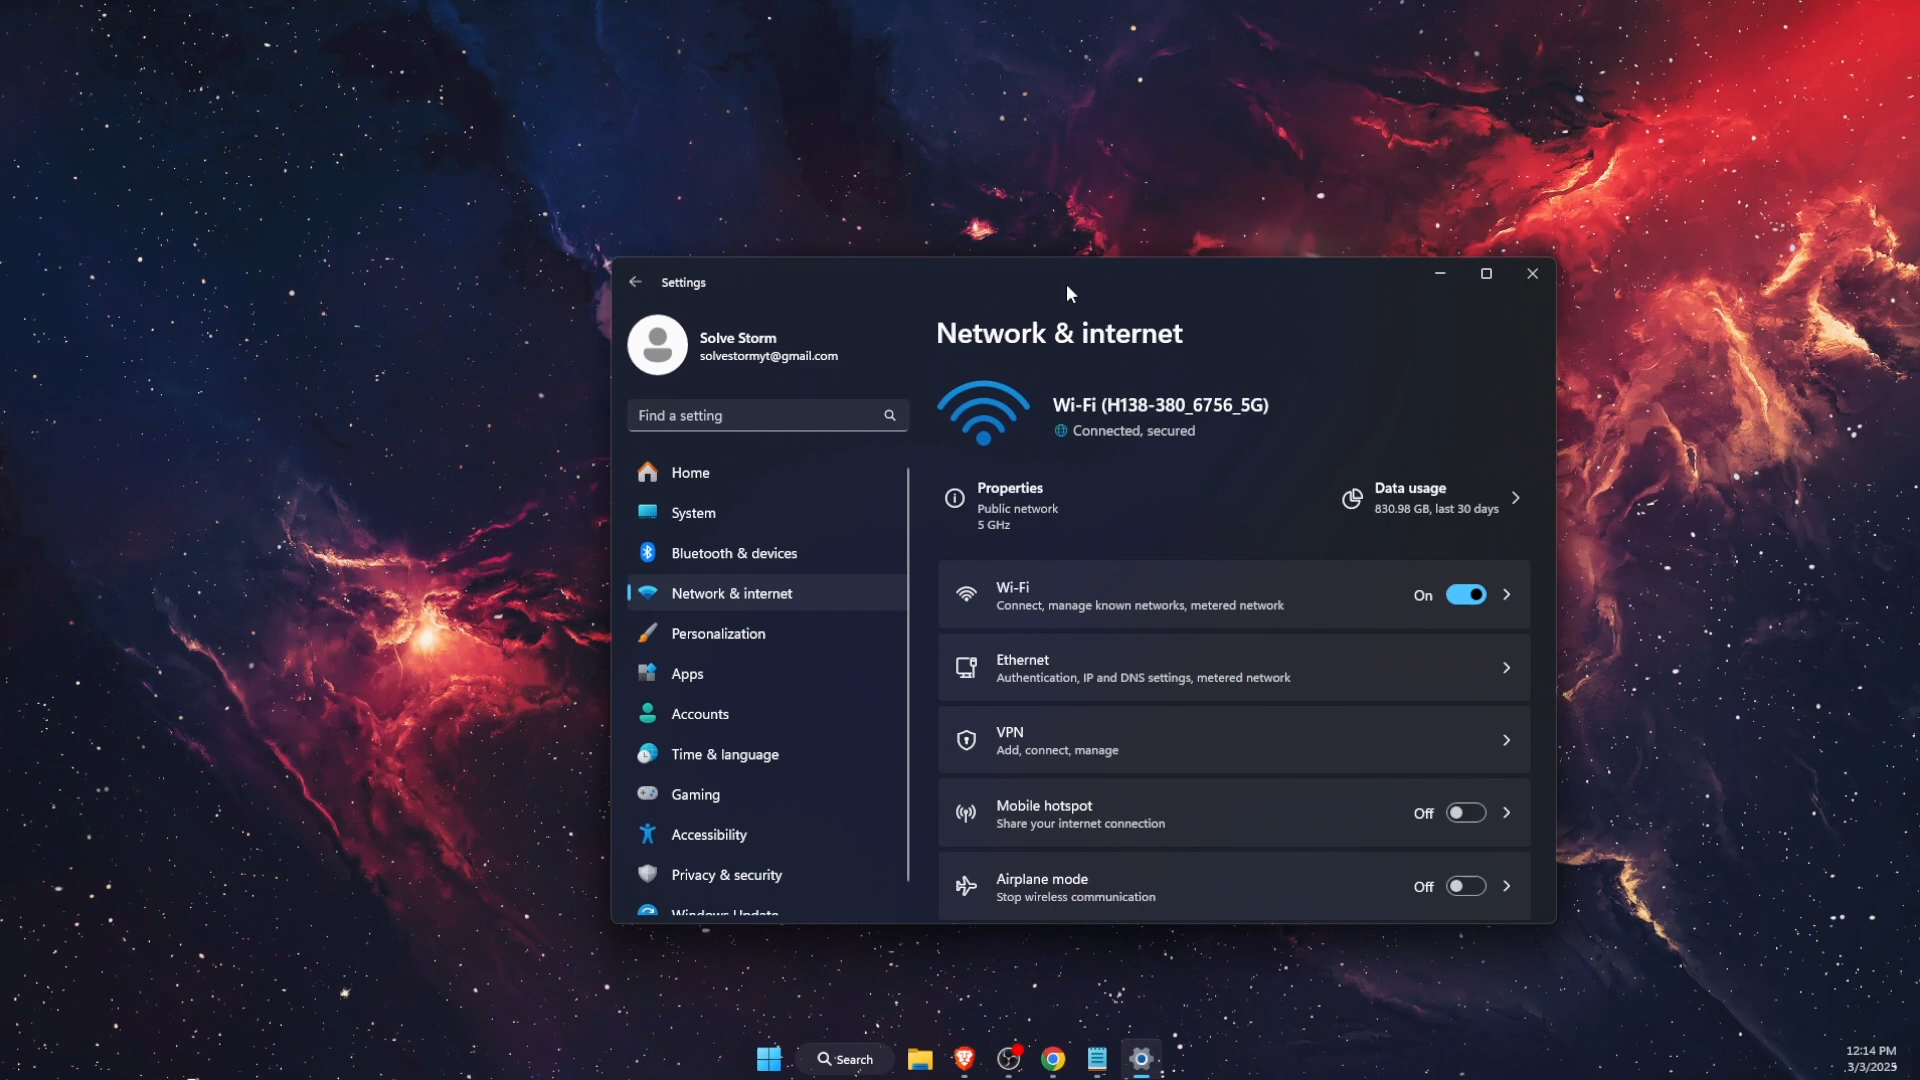 Settings
Solve Storm
solvestormyt@gmail.com
Find a setting
Home
System
Bluetooth & devices
Network & internet
Personalization
Apps
Accounts
Time & language
Gaming
Accessibility
Privacy & security
Windows Update
Network & internet
Wi-Fi (H138-380_6756_5G)
Connected, secured
Properties
Public network
5 GHz
Data usage
830.98 GB, last 30 days
Wi-Fi
Connect, manage known networks, metered network
On
Ethernet
Authentication, IP and DNS settings, metered network
VPN
Add, connect, manage
Mobile hotspot
Share your internet connection
Off
Airplane mode
Stop wireless communication
Off
Search
12:14 PM
3/3/2025